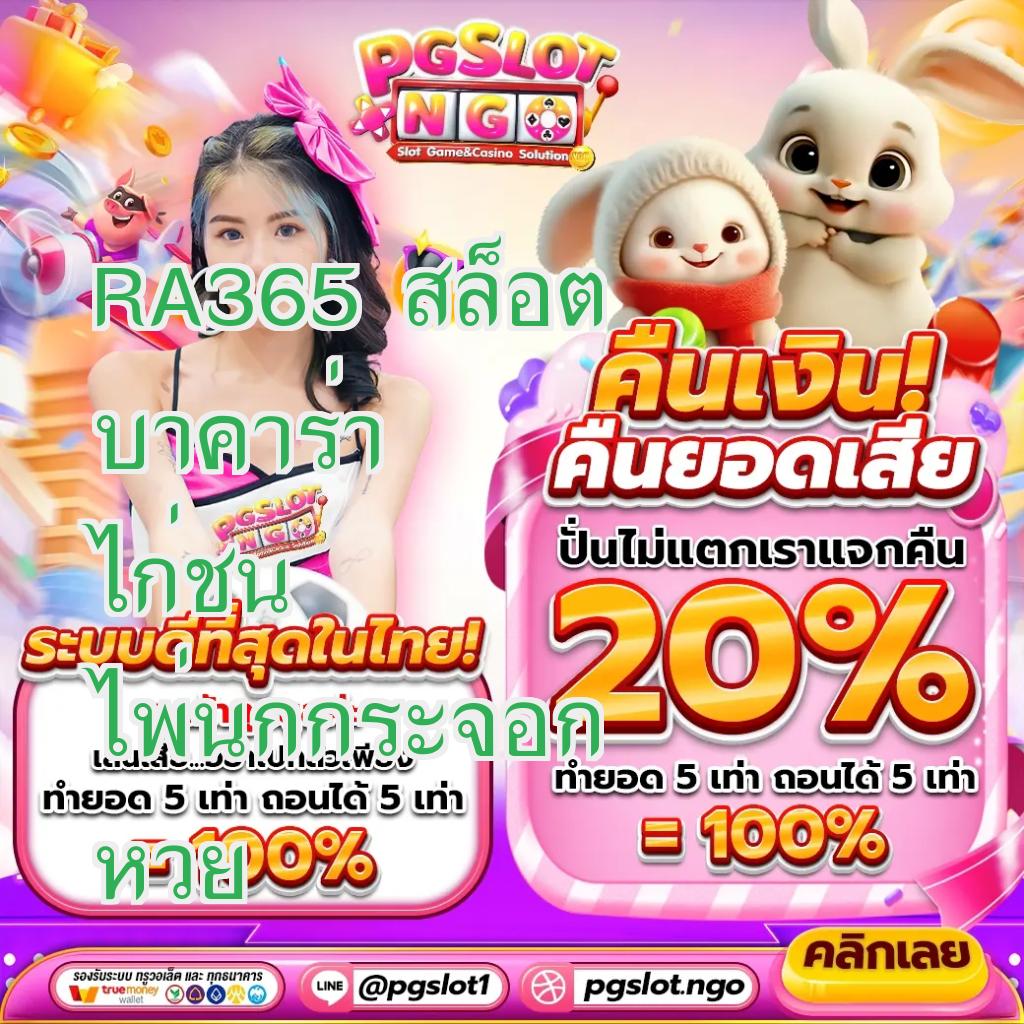 PGSLOT
NGO
Slot Game&Casino Solution
RA365 สล็อต
บาคาร่า
ไก่ชน
ไพ่นกกระจอก
หวย
PGSLOT
NGO
คืนเงิน!
คืนยอดเสีย
ปั่นไม่แตกเราแจกคืน
20%
ทำยอด 5 เท่า ถอนได้ 5 เท่า
= 100%
ระบบดีที่สุดในไทย!
ทำยอด 5 เท่า ถอนได้ 5 เท่า
100%
คลิกเลย
รองรับระบบ ทรูวอเล็ต และ ทุกธนาคาร
truemoney
wallet
LINE
@pgslot1
pgslot.ngo